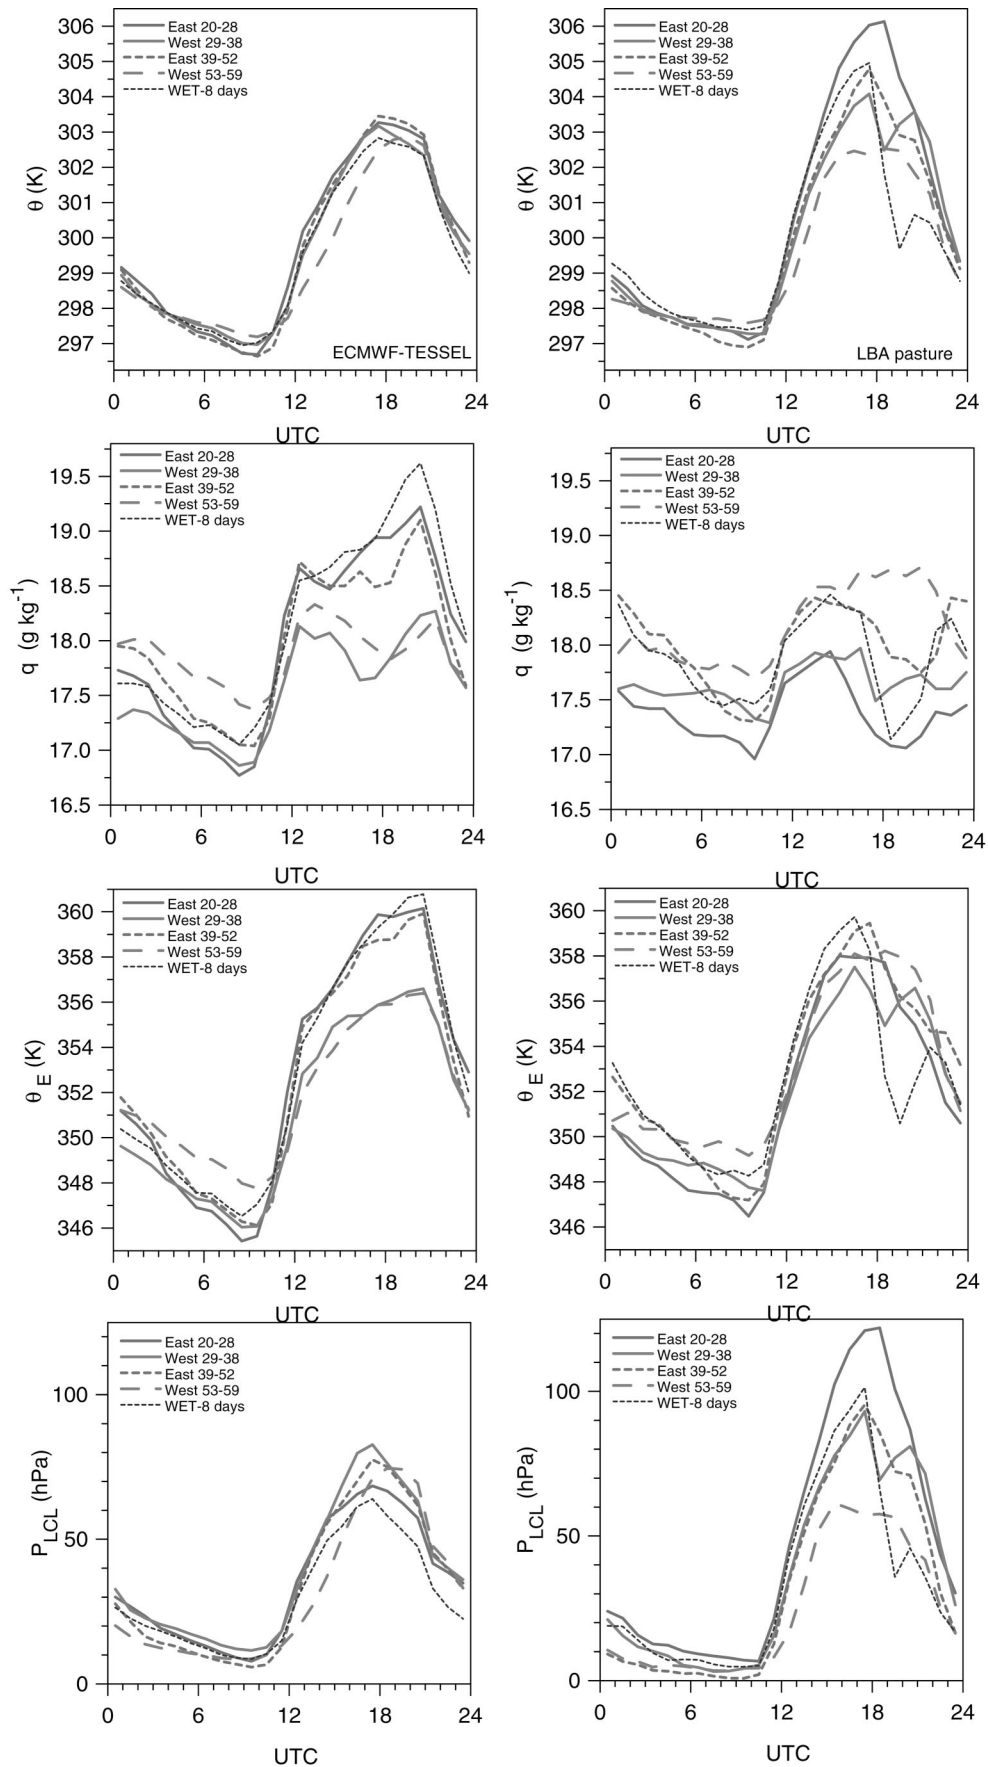 306
305
304
303
302
301
300
299
298
297
θ (K)
East 20-28
West 29-38
East 39-52
West 53-59
WET-8 days
ECMWF-TESSEL
0 6 12 18 24
UTC
306
305
304
303
302
301
300
299
298
297
θ (K)
East 20-28
West 29-38
East 39-52
West 53-59
WET-8 days
LBA pasture
0 6 12 18 24
UTC
19.5
19.0
18.5
18.0
17.5
17.0
16.5
q (g kg-1)
East 20-28
West 29-38
East 39-52
West 53-59
WET-8 days
0 6 12 18 24
UTC
19.5
19.0
18.5
18.0
17.5
17.0
16.5
q (g kg-1)
East 20-28
West 29-38
East 39-52
West 53-59
WET-8 days
0 6 12 18 24
UTC
360
358
356
354
352
350
348
346
θE (K)
East 20-28
West 29-38
East 39-52
West 53-59
WET-8 days
0 6 12 18 24
UTC
360
358
356
354
352
350
348
346
θE (K)
East 20-28
West 29-38
East 39-52
West 53-59
WET-8 days
0 6 12 18 24
UTC
100
50
0
PLCL (hPa)
East 20-28
West 29-38
East 39-52
West 53-59
WET-8 days
0 6 12 18 24
UTC
100
50
0
PLCL (hPa)
East 20-28
West 29-38
East 39-52
West 53-59
WET-8 days
0 6 12 18 24
UTC